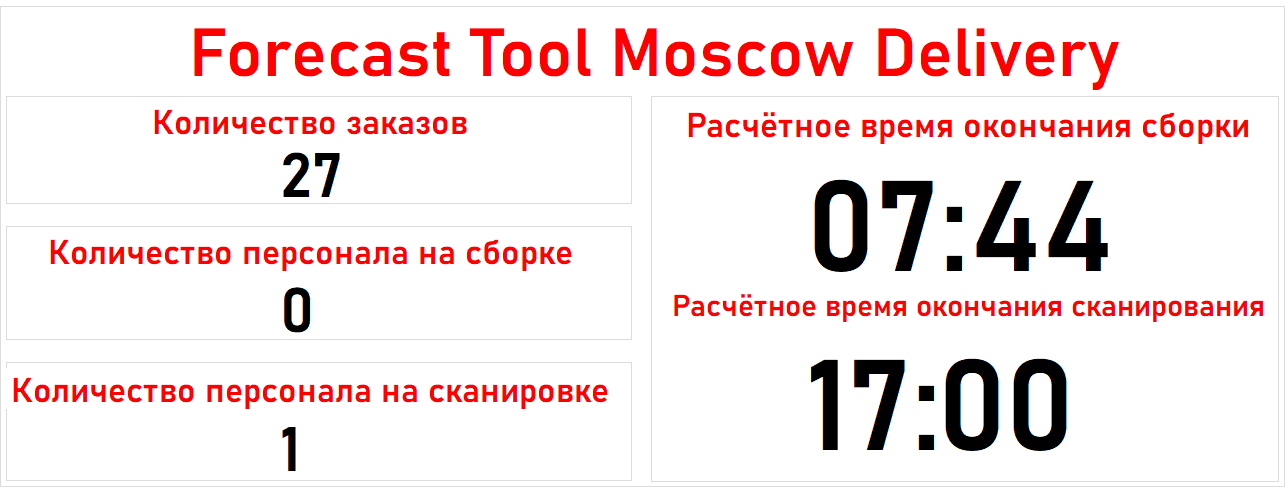 Forecast Tool Moscow Delivery
Количество заказов
27
Количество персонала на сборке
0
Количество персонала на сканировке
1
Расчётное время окончания сборки
07:44
Расчётное время окончания сканирования
17:00